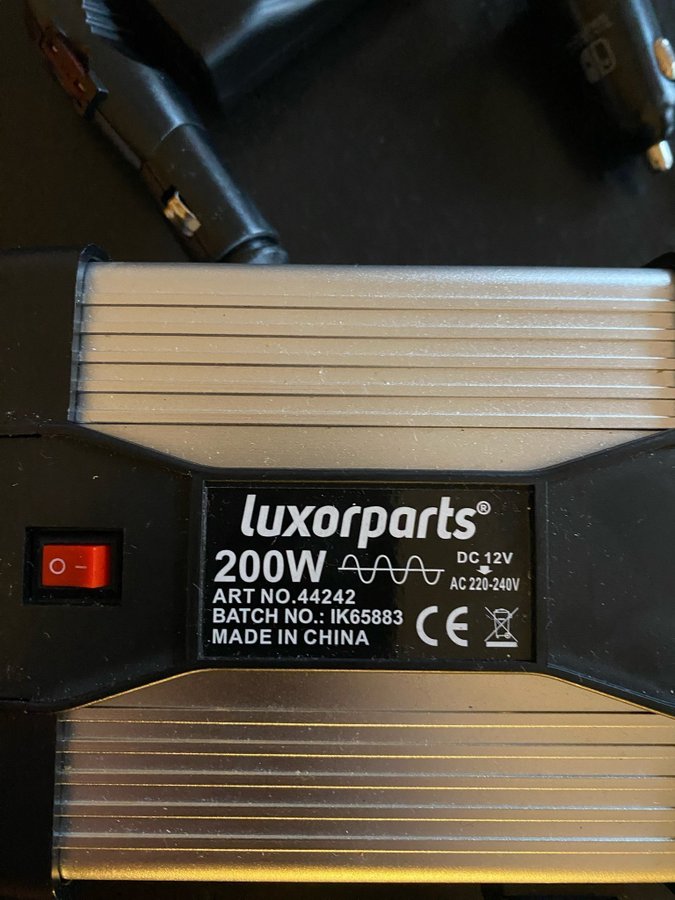 luxorparts®
200W
DC 12V
AC 220-240V
ART NO.44242
BATCH NO.: IK65883
MADE IN CHINA
CE